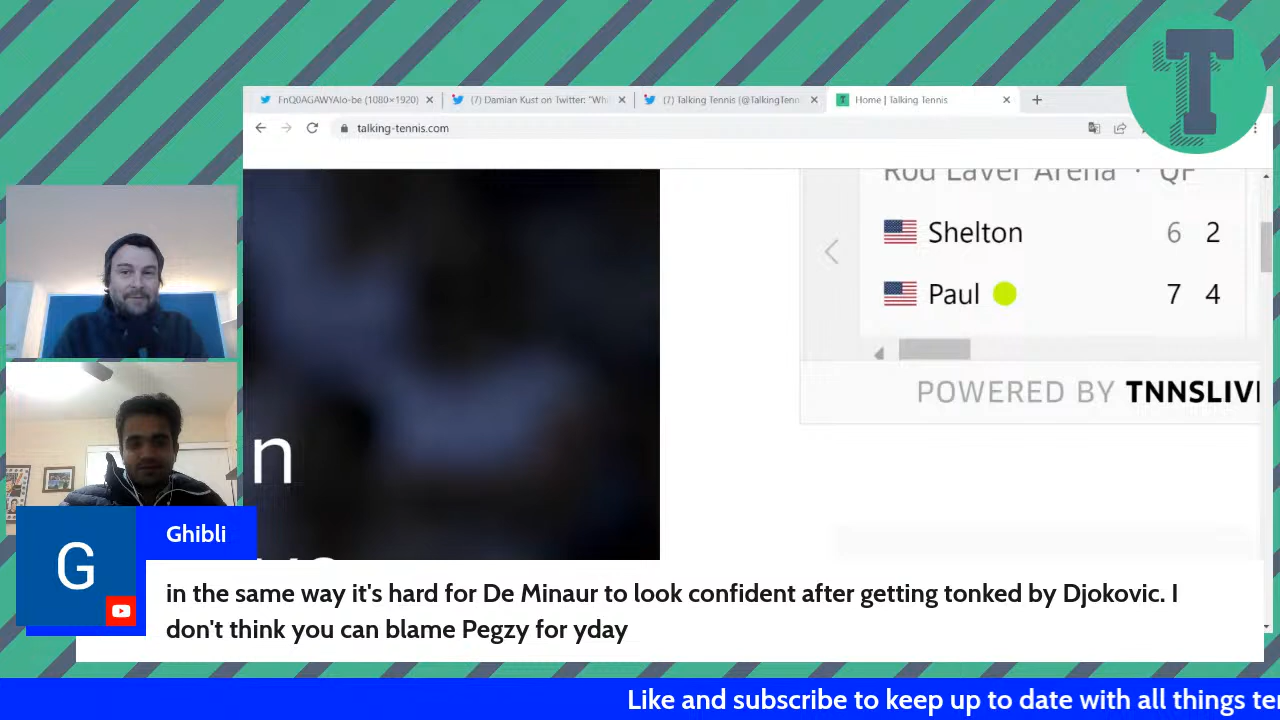 T
FnQ0AGAWYAIo-be (1080×1920)
(7) Damian Kust on Twitter: "Whi
(7) Talking Tennis (@TalkingTenn
Home | Talking Tennis
talking-tennis.com
Rod Laver Arena · QF
Shelton 6 2
Paul 7 4
POWERED BY TNNSLIVE
n
Ghibli
G
in the same way it's hard for De Minaur to look confident after getting tonked by Djokovic. I
don't think you can blame Pegzy for yday
Like and subscribe to keep up to date with all things te